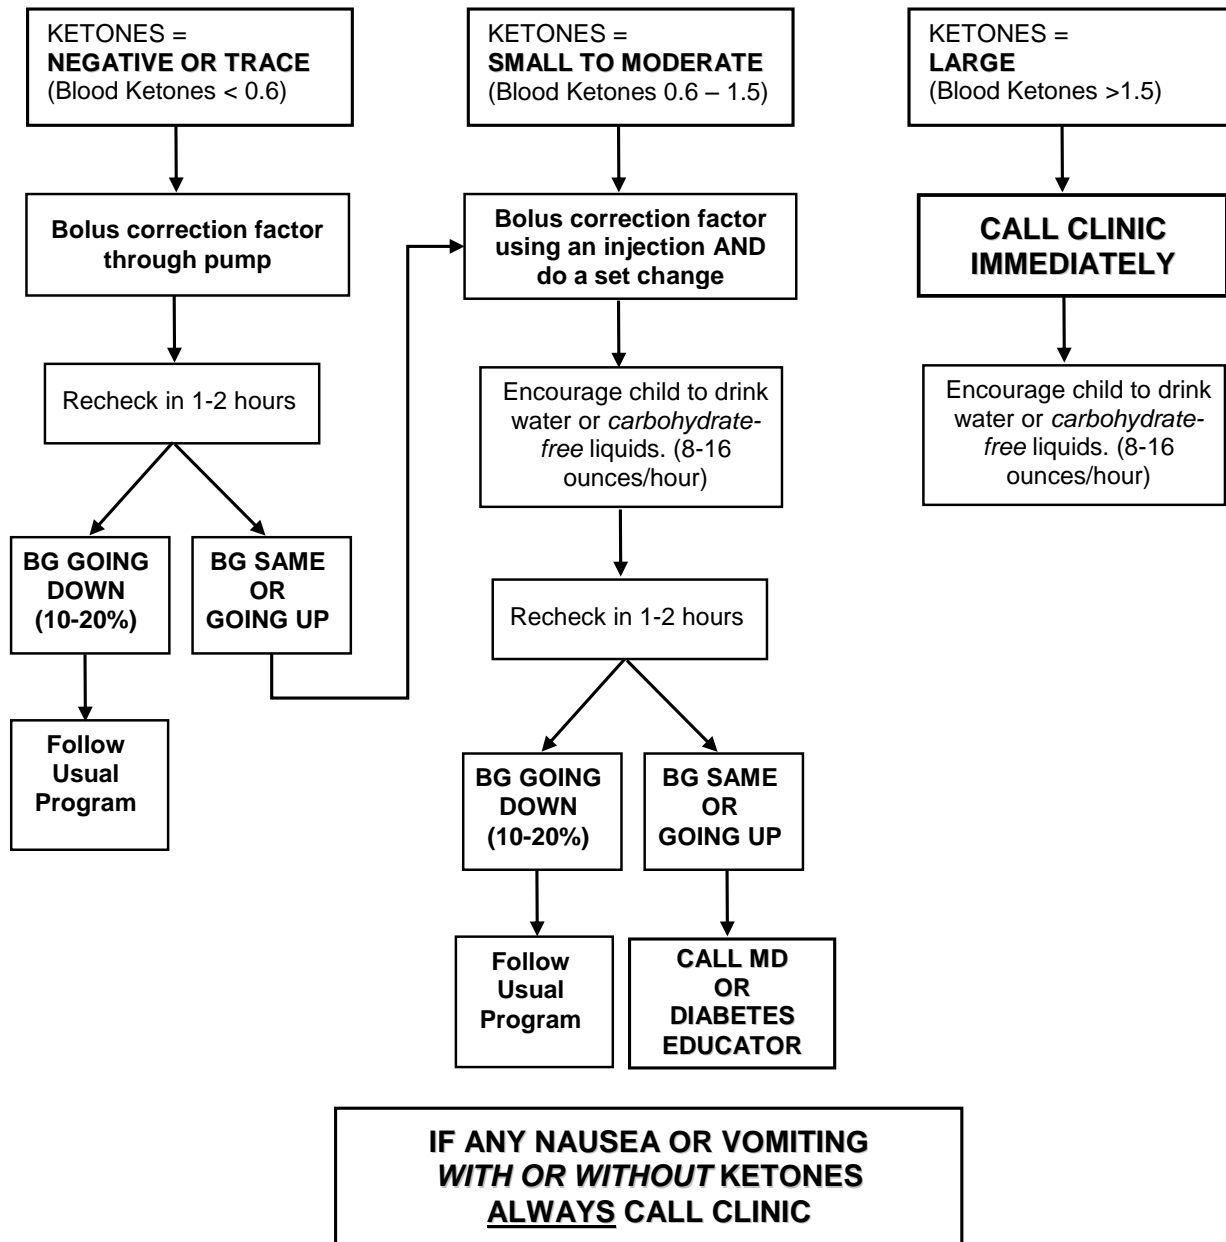 KETONES =
NEGATIVE OR TRACE
(Blood Ketones < 0.6)
KETONES =
SMALL TO MODERATE
(Blood Ketones 0.6 – 1.5)
KETONES =
LARGE
(Blood Ketones >1.5)
Bolus correction factor
through pump
Bolus correction factor
using an injection AND
do a set change
CALL CLINIC
IMMEDIATELY
Recheck in 1-2 hours
Encourage child to drink
water or carbohydrate-
free liquids. (8-16
ounces/hour)
Encourage child to drink
water or carbohydrate-
free liquids. (8-16
ounces/hour)
BG GOING
DOWN
(10-20%)
BG SAME
OR
GOING UP
Recheck in 1-2 hours
Follow
Usual
Program
BG GOING
DOWN
(10-20%)
BG SAME
OR
GOING UP
Follow
Usual
Program
CALL MD
OR
DIABETES
EDUCATOR
IF ANY NAUSEA OR VOMITING
WITH OR WITHOUT KETONES
ALWAYS CALL CLINIC